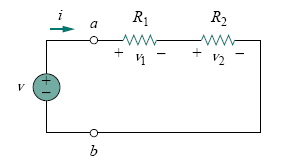 i
a R₁ R₂
+ v₁ − + v₂ −
v + −
b